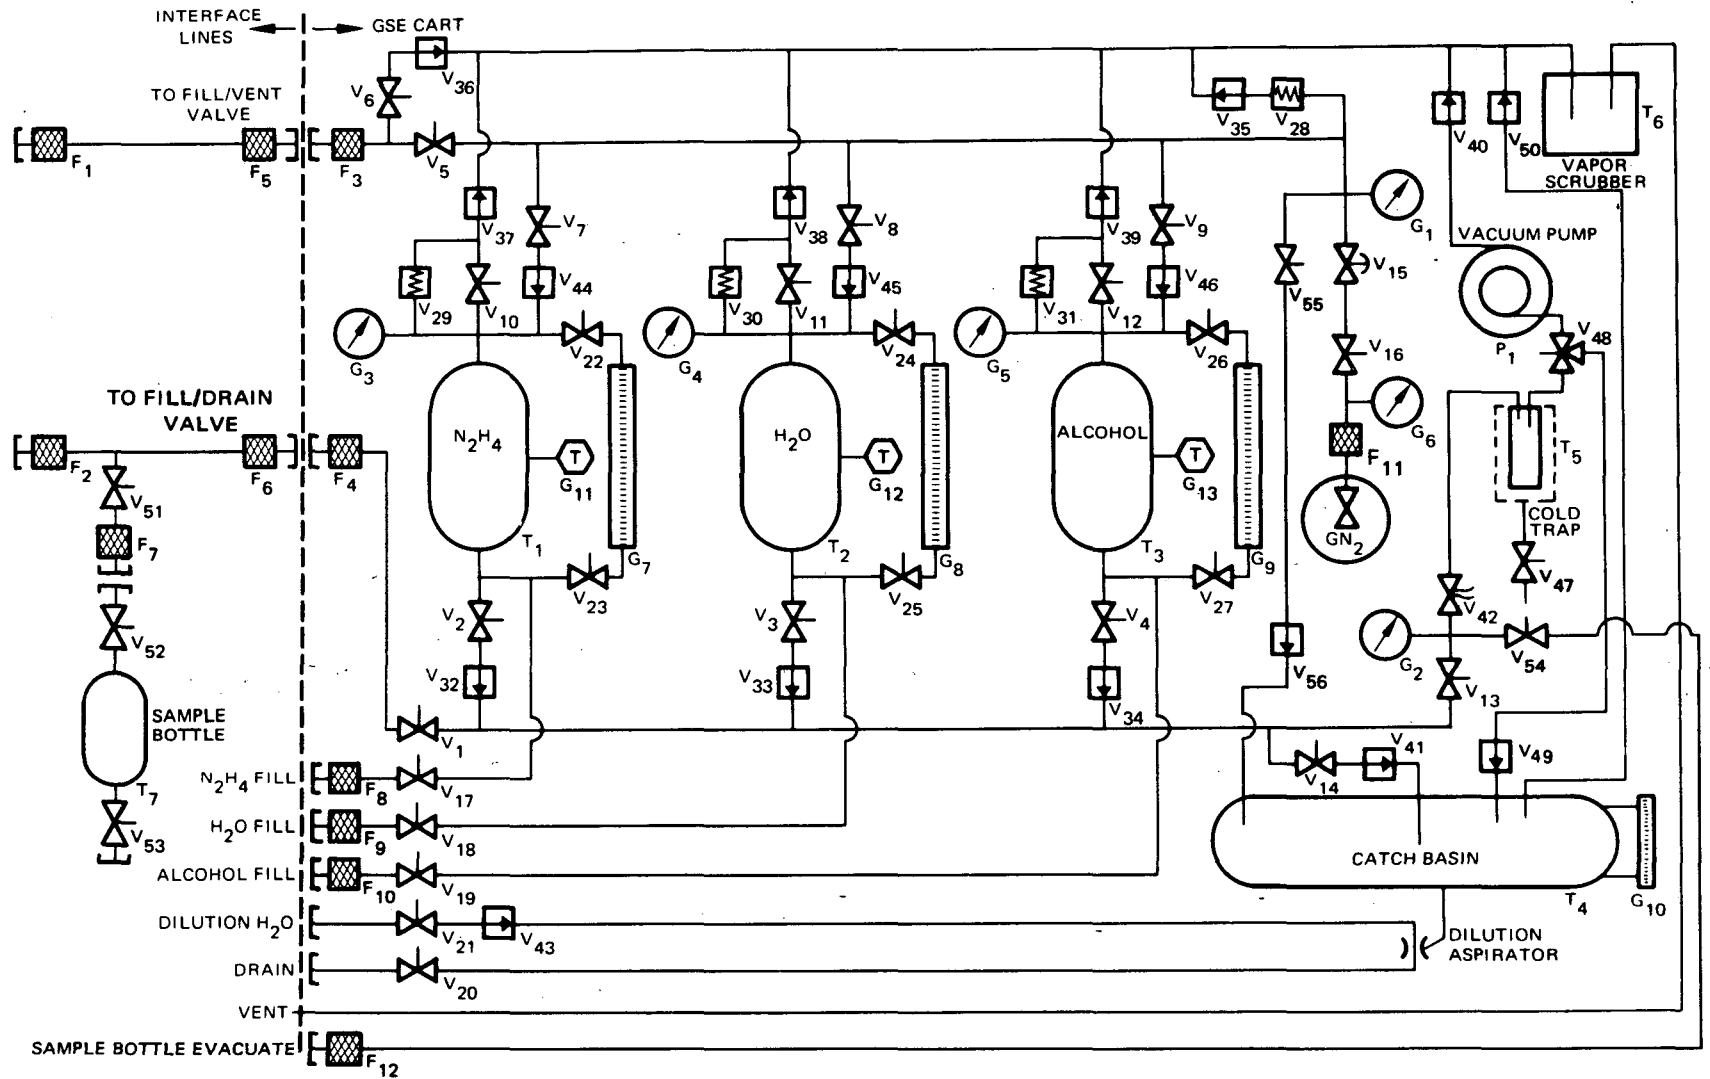 INTERFACE
LINES
GSE CART
V36
V6
TO FILL/VENT
VALVE
F1
F5
F3
V5
V35
V28
V40
V50
T6
VAPOR
SCRUBBER
V37
V7
V38
V8
V39
V9
G1
VACUUM PUMP
V29
V10
V44
V30
V11
V45
V31
V12
V46
V55
V15
G3
V22
G4
V24
G5
V26
V16
P1
V48
TO FILL/DRAIN
VALVE
G6
N2H4
H2O
ALCOHOL
T
G11
T
G12
T
G13
F11
T5
F2
F6
F4
V51
COLD
TRAP
F7
T1
G7
T2
G8
T3
G9
GN2
V47
V23
V25
V27
V2
V3
V4
V42
V52
G2
V54
V32
V33
V34
V56
V13
SAMPLE
BOTTLE
V1
V41
V49
T7
N2H4 FILL
F8
V17
V14
V53
H2O FILL
F9
V18
CATCH BASIN
ALCOHOL FILL
F10
V19
T4
G10
DILUTION H2O
V21
V43
DILUTION
ASPIRATOR
DRAIN
V20
VENT
SAMPLE BOTTLE EVACUATE
F12